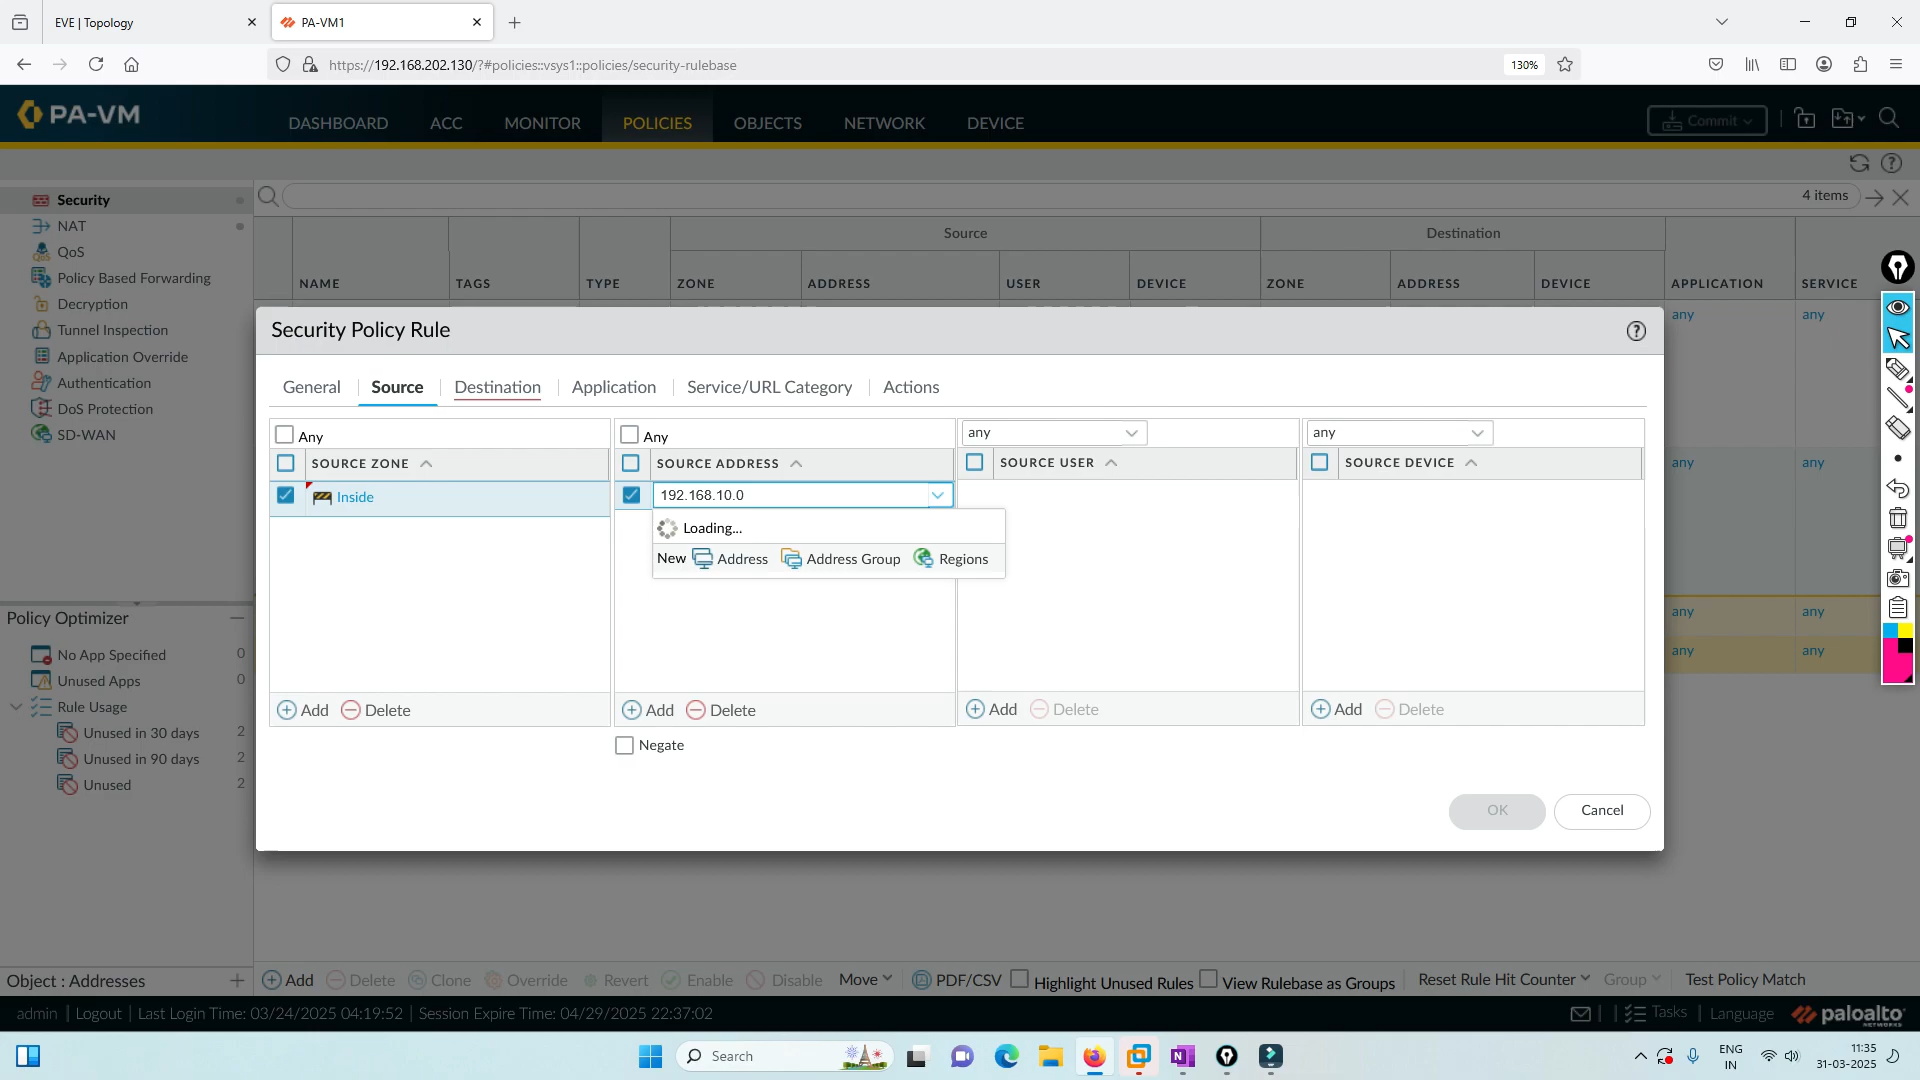 EVE | Topology
PA-VM1
https://192.168.202.130/?#policies::vsys1::policies/security-rulebase
130%
PA-VM
DASHBOARD ACC MONITOR POLICIES OBJECTS NETWORK DEVICE
Commit
4 items
Security
NAT
QoS
Policy Based Forwarding
Decryption
Tunnel Inspection
Application Override
Authentication
DoS Protection
SD-WAN
Source Destination
NAME TAGS TYPE ZONE ADDRESS USER DEVICE ZONE ADDRESS DEVICE APPLICATION SERVICE
any any
any any
any any
any any
Security Policy Rule
General Source Destination Application Service/URL Category Actions
Any Any any any
SOURCE ZONE SOURCE ADDRESS SOURCE USER SOURCE DEVICE
Inside 192.168.10.0
Loading...
New Address Address Group Regions
Add Delete Add Delete Add Delete Add Delete
Negate
OK Cancel
Policy Optimizer
No App Specified 0
Unused Apps 0
Rule Usage
Unused in 30 days 2
Unused in 90 days 2
Unused 2
Object : Addresses
Add Delete Clone Override Revert Enable Disable Move PDF/CSV Highlight Unused Rules View Rulebase as Groups Reset Rule Hit Counter Group Test Policy Match
admin | Logout | Last Login Time: 03/24/2025 04:19:52 | Session Expire Time: 04/29/2025 22:37:02
Tasks | Language paloalto
NETWORKS
Search
ENG
IN
11:35
31-03-2025